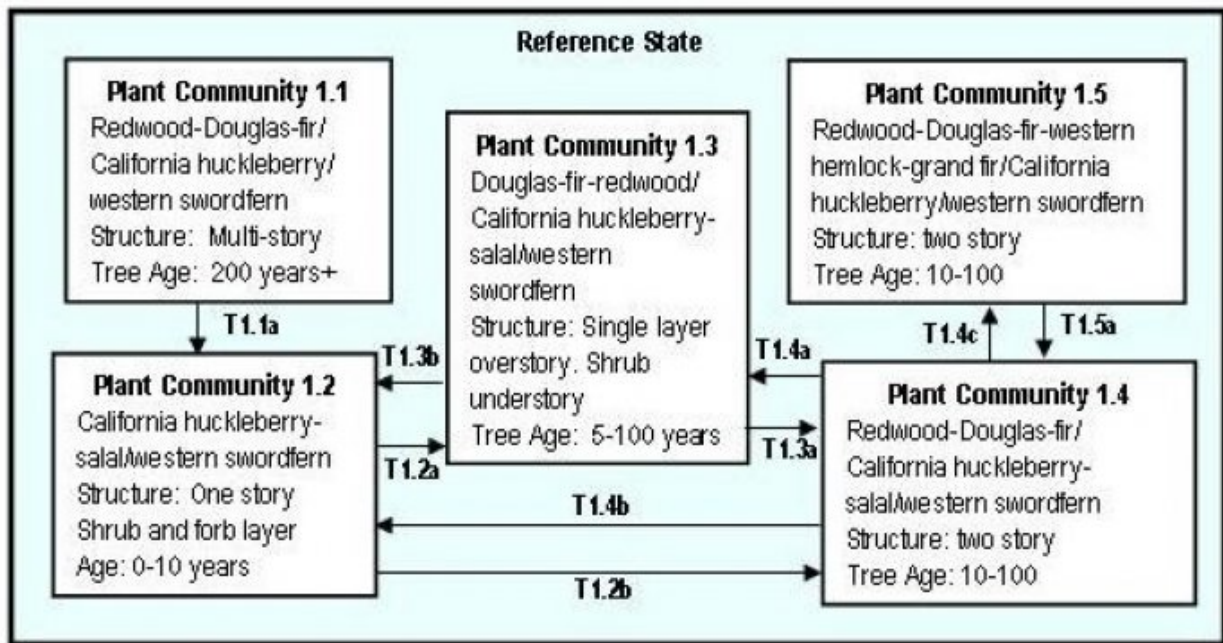 Reference State
Plant Community 1.1
Redwood-Douglas-fir/
California huckleberry/
western swordfern
Structure: Multi-story
Tree Age: 200 years+
T1.1a
Plant Community 1.2
California huckleberry-
salal/western swordfern
Structure: One story
Shrub and forb layer
Age: 0-10 years
T1.3b
T1.2a
Plant Community 1.3
Douglas-fir-redwood/
California huckleberry-
salal/western
swordfern
Structure: Single layer
overstory. Shrub
understory
Tree Age: 5-100 years
T1.4a
T1.3a
T1.4b
T1.2b
Plant Community 1.5
Redwood-Douglas-fir-western
hemlock-grand fir/California
huckleberry/western swordfern
Structure: two story
Tree Age: 10-100
T1.4c
T1.5a
Plant Community 1.4
Redwood-Douglas-fir/
California huckleberry-
salal/western swordfern
Structure: two story
Tree Age: 10-100